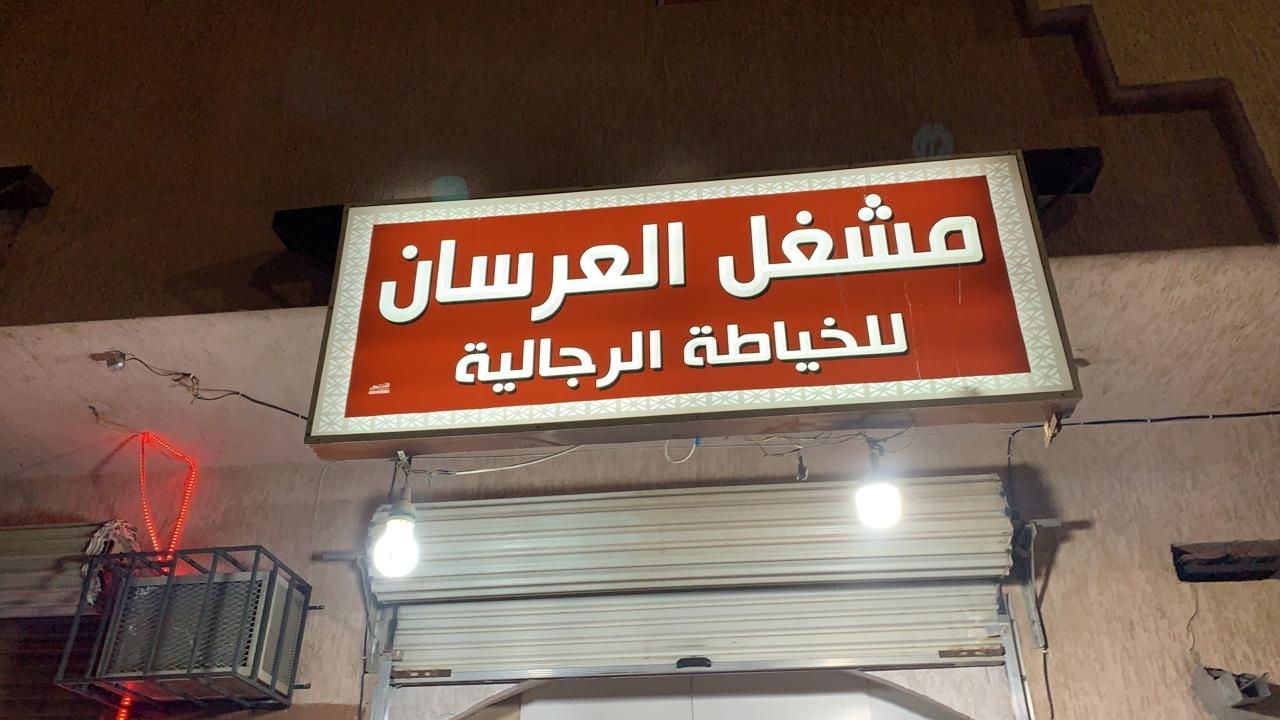 مشغل العرسان
للخياطة الرجالية